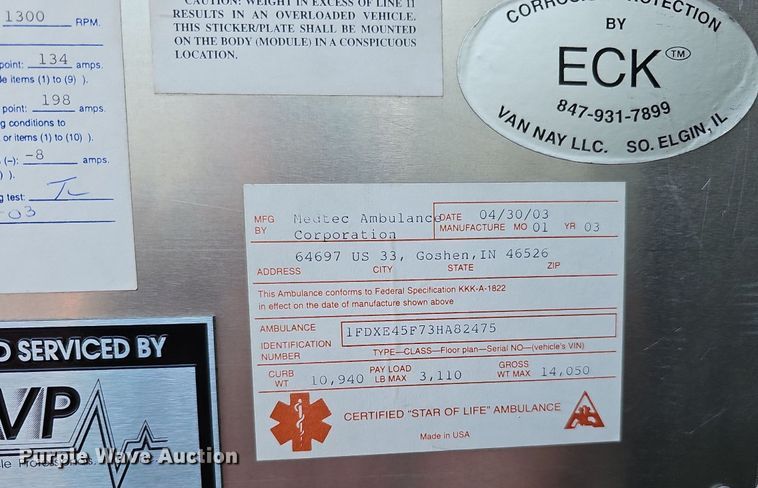 1300 RPM.
point: 134 amps.
le items (1) to (9) ).
point: 198 amps.
g conditions to
or items (1) to (10) ).
(–): -8 amps.
) ).
g test:
-03
CAUTION: WEIGHT IN EXCESS OF LINE 11
RESULTS IN AN OVERLOADED VEHICLE.
THIS STICKER/PLATE SHALL BE MOUNTED
ON THE BODY (MODULE) IN A CONSPICUOUS
LOCATION.
CORROSION PROTECTION
BY
ECK™
847-931-7899
VAN NAY LLC. SO. ELGIN, IL
MFG BY Medtec Ambulance Corporation
DATE 04/30/03
MANUFACTURE MO 01 YR 03
64697 US 33, Goshen, IN 46526
ADDRESS CITY STATE ZIP
This Ambulance conforms to Federal Specification KKK-A-1822
in effect on the date of manufacture shown above
AMBULANCE IDENTIFICATION NUMBER
1FDXE45F73HA82475
TYPE—CLASS—Floor plan—Serial NO—(vehicle's VIN)
CURB WT 10,940 PAY LOAD LB MAX 3,110 GROSS WT MAX 14,050
CERTIFIED "STAR OF LIFE" AMBULANCE
Made in USA
D SERVICED BY
VP
le Professionals
Purple Wave Auction